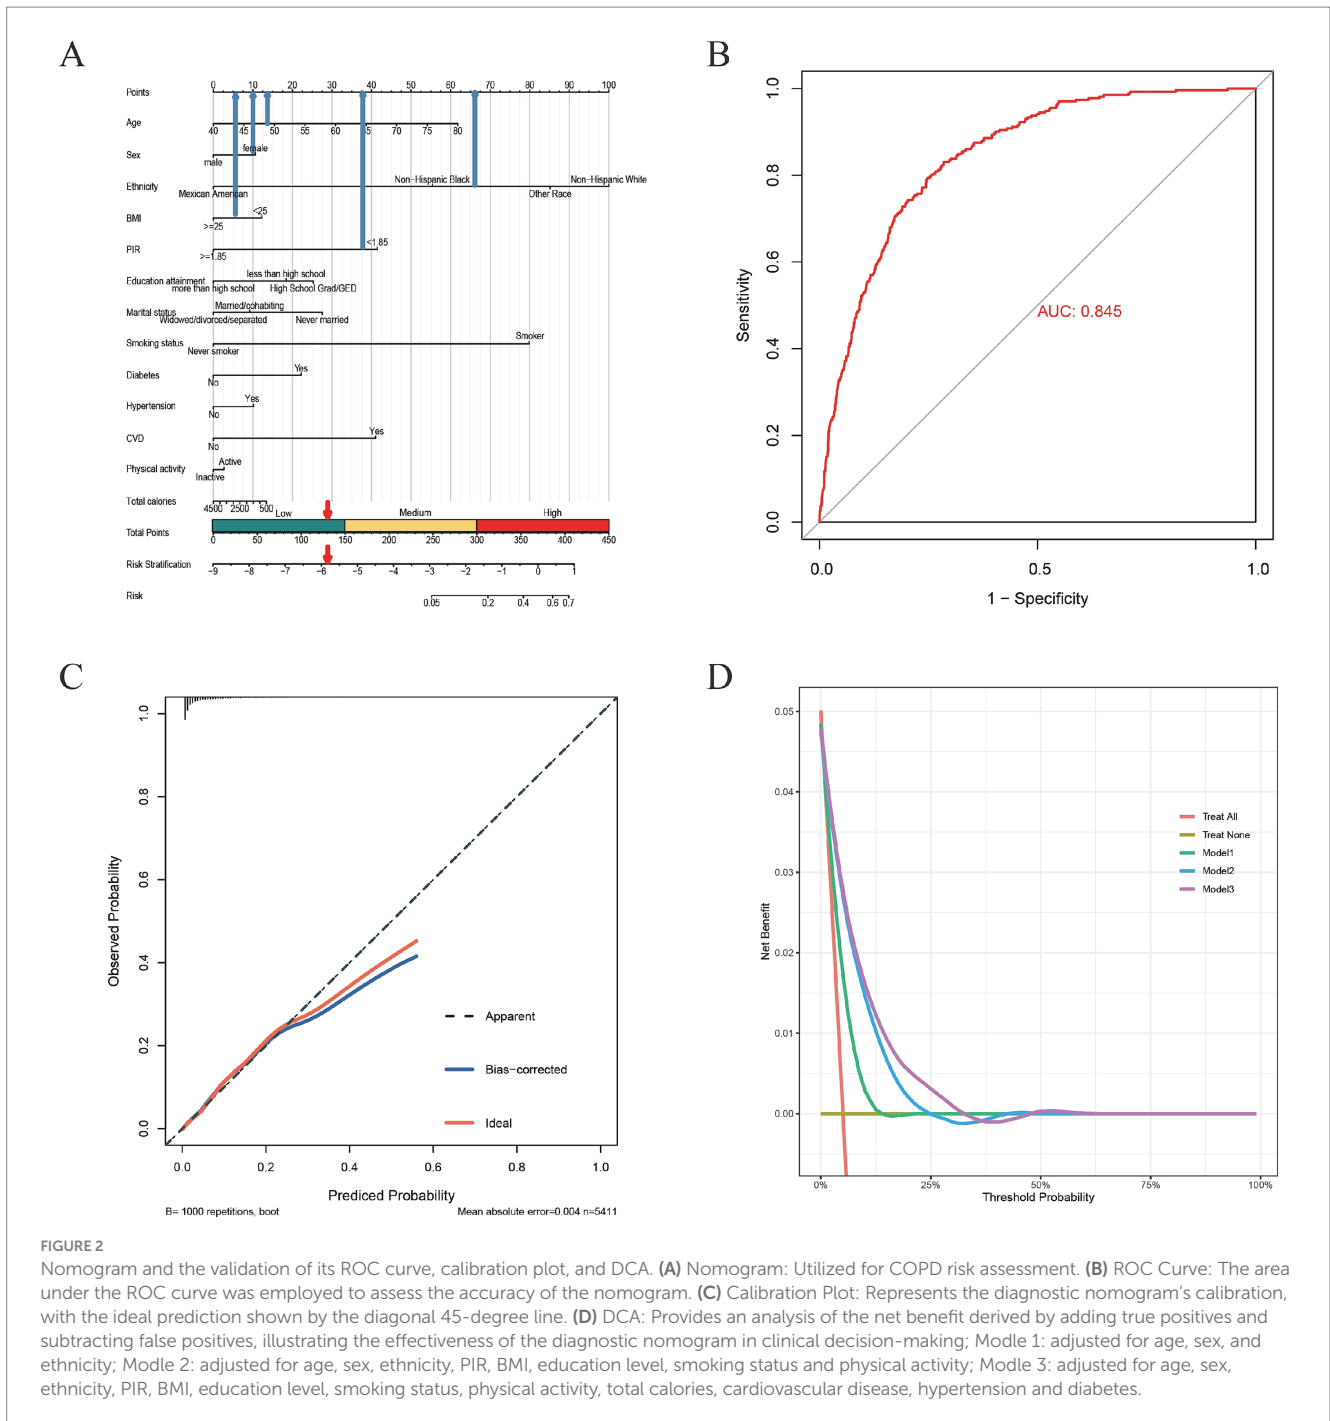 A
Points
0 10 20 30 40 50 60 70 80 90 100
Age
40 45 50 55 60 65 70 75 80
Sex
female
male
Ethnicity
Non-Hispanic Black
Non-Hispanic White
Mexican American
Other Race
BMI
<25
>=25
PIR
<1.85
>=1.85
Education attainment
less than high school
more than high school
High School Grad/GED
Marital status
Married/cohabiting
Widowed/divorced/separated
Never married
Smoking status
Smoker
Never smoker
Diabetes
Yes
No
Hypertension
Yes
No
CVD
Yes
No
Physical activity
Active
Inactive
Total calories
4500 2500 500
Low
Medium
High
Total Points
0 50 100 150 200 250 300 350 400 450
Risk Stratification
−9 −8 −7 −6 −5 −4 −3 −2 −1 0 1
Risk
0.05 0.2 0.4 0.6 0.7
B
Sensitivity
1.0
0.8
0.6
0.4
0.2
0.0
AUC: 0.845
0.0 0.5 1.0
1 − Specificity
C
Observed Probability
1.0
0.8
0.6
0.4
0.2
0.0
Apparent
Bias−corrected
Ideal
0.0 0.2 0.4 0.6 0.8 1.0
Prediced Probability
B= 1000 repetitions, boot
Mean absolute error=0.004 n=5411
D
Net Benefit
0.05
0.04
0.03
0.02
0.01
0.00
Treat All
Treat None
Model1
Model2
Model3
0% 25% 50% 75% 100%
Threshold Probability
FIGURE 2
Nomogram and the validation of its ROC curve, calibration plot, and DCA. (A) Nomogram: Utilized for COPD risk assessment. (B) ROC Curve: The area
under the ROC curve was employed to assess the accuracy of the nomogram. (C) Calibration Plot: Represents the diagnostic nomogram's calibration,
with the ideal prediction shown by the diagonal 45-degree line. (D) DCA: Provides an analysis of the net benefit derived by adding true positives and
subtracting false positives, illustrating the effectiveness of the diagnostic nomogram in clinical decision-making; Modle 1: adjusted for age, sex, and
ethnicity; Modle 2: adjusted for age, sex, ethnicity, PIR, BMI, education level, smoking status and physical activity; Modle 3: adjusted for age, sex,
ethnicity, PIR, BMI, education level, smoking status, physical activity, total calories, cardiovascular disease, hypertension and diabetes.